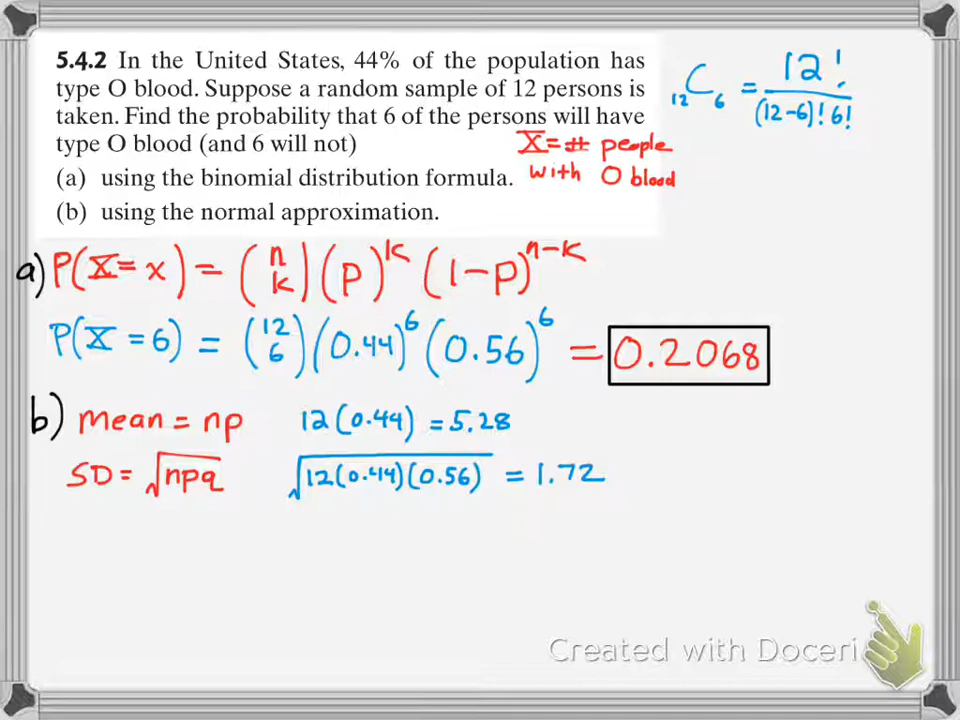 5.4.2 In the United States, 44% of the population has
type O blood. Suppose a random sample of 12 persons is
taken. Find the probability that 6 of the persons will have
type O blood (and 6 will not)
(a) using the binomial distribution formula.
(b) using the normal approximation.
X = # people
with O blood
₁₂C₆ = 12! / (12-6)! 6!
a) P(X = x) = (n k) (p)^k (1-p)^n-k
P(X = 6) = (12 6) (0.44)^6 (0.56)^6 = 0.2068
b) mean = np 12(0.44) = 5.28
SD = √npq √12(0.44)(0.56) = 1.72
Created with Doceri